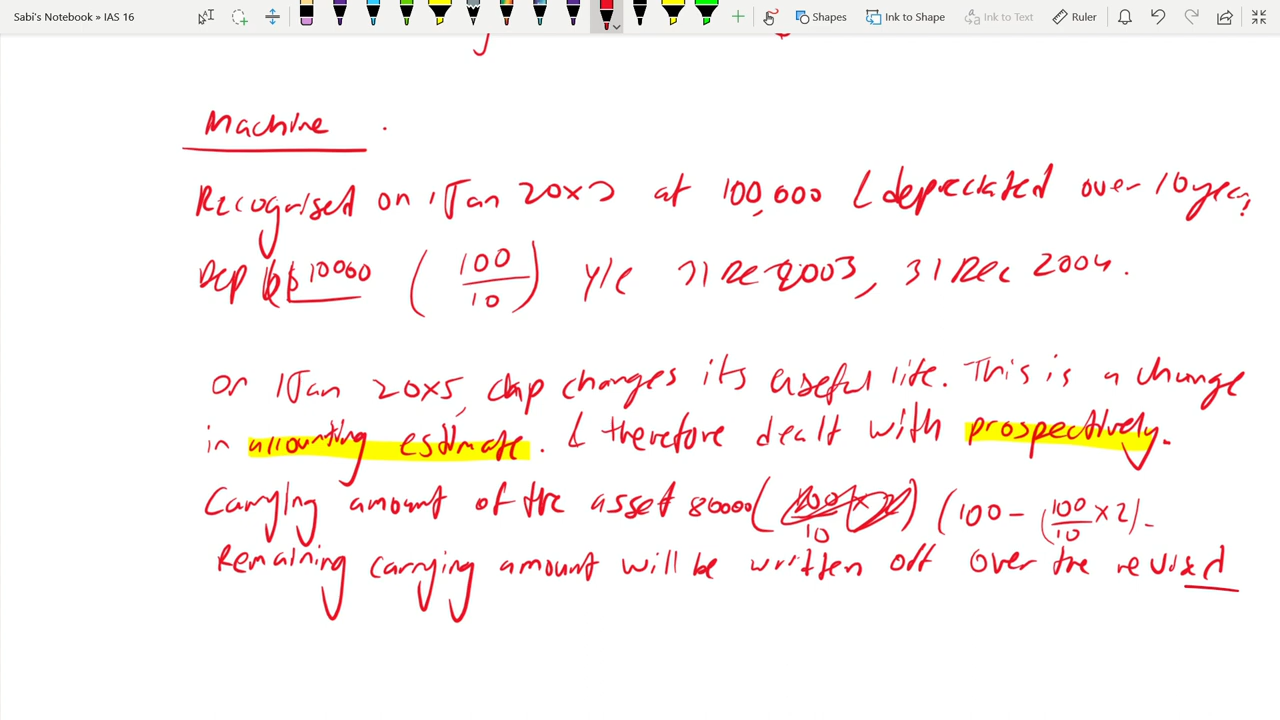 Sabi's Notebook » IAS 16
Shapes
Ink to Shape
Ink to Text
Ruler
Machine .
Recognised on 1 Jan 20x3 at 100,000 ( depreciated over 10 years
Dep 10000 ( 100 / 10 ) y/e 31 Dec 2003, 31 Dec 2004.
On 1 Jan 20x5, changes its useful life. This is a change
in accounting estimate. ( therefore dealt with prospectively.
Carrying amount of the asset 80000 (100 - (100 / 10 x 2) -
Remaining carrying amount will be written off over the revised